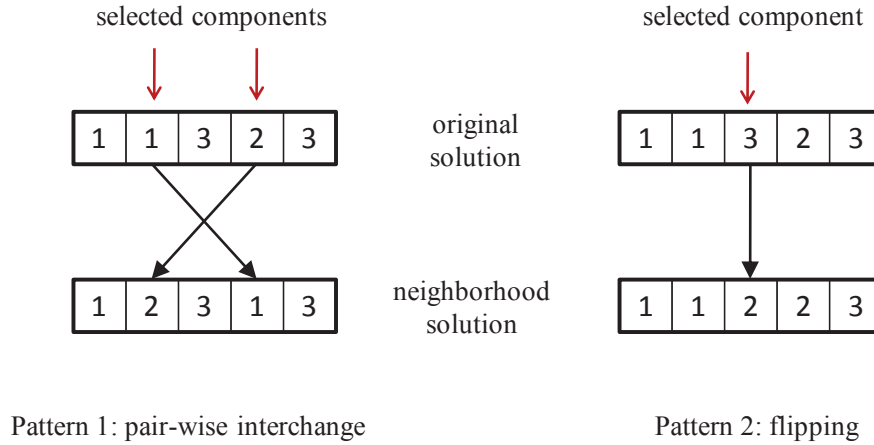 selected components
selected component
1 1 3 2 3
original
solution
1 1 3 2 3
1 2 3 1 3
neighborhood
solution
1 1 2 2 3
Pattern 1: pair-wise interchange
Pattern 2: flipping